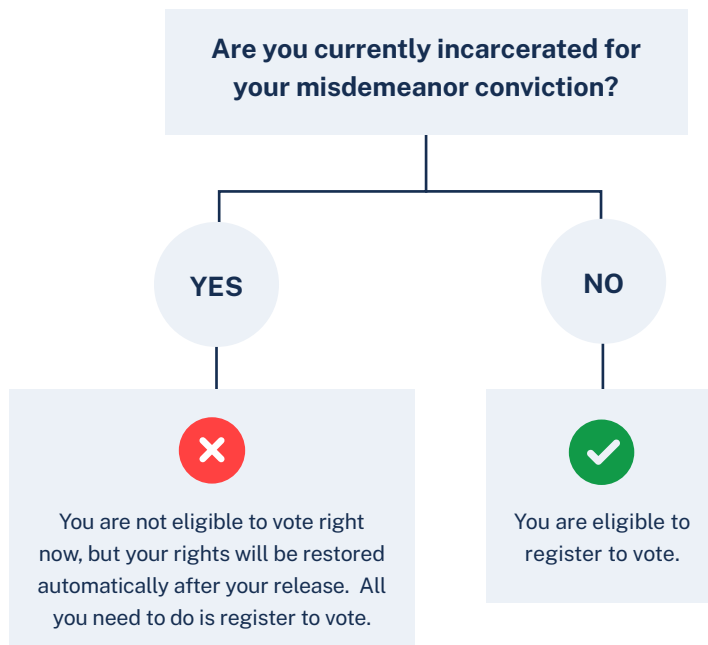 Are you currently incarcerated for
your misdemeanor conviction?
YES
NO
You are not eligible to vote right
now, but your rights will be restored
automatically after your release.  All
you need to do is register to vote.
You are eligible to
register to vote.